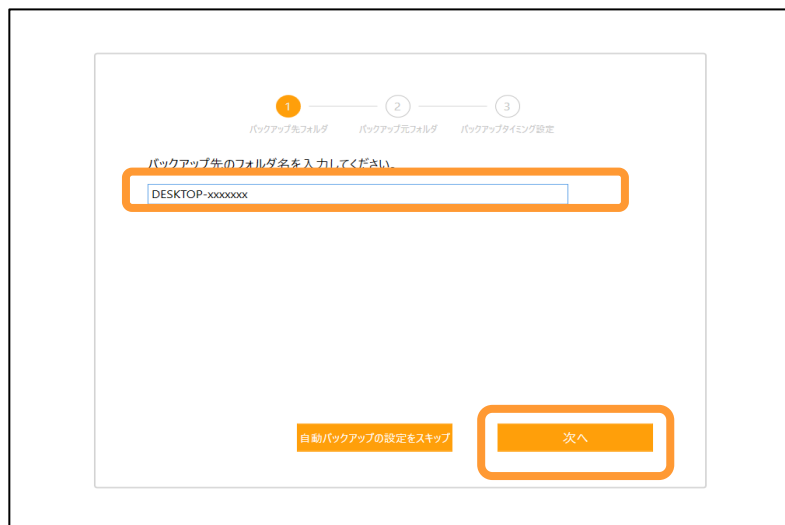 1 2 3
バックアップ先フォルダ バックアップ元フォルダ バックアップタイミング設定
バックアップ先のフォルダ名を入力してください。
DESKTOP-xxxxxxx
自動バックアップの設定をスキップ 次へ